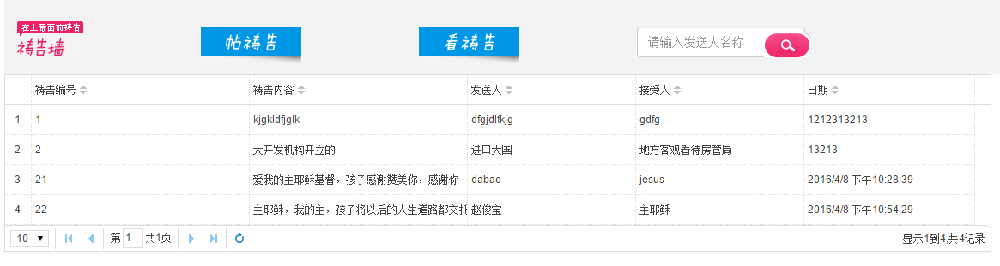 在上帝面前祷告
祷告墙 帖祷告 看祷告 请输入发送人名称
祷告编号 祷告内容 发送人 接受人 日期
1 1 kjgkldfjglk dfgjdlfkjg gdfg 1212313213
2 2 大开发机构开立的 进口大国 地方客观看待房管局 13213
3 21 爱我的主耶稣基督，孩子感谢赞美你，感谢你一 dabao jesus 2016/4/8 下午10:28:39
4 22 主耶稣，我的主，孩子将以后的人生道路都交托 赵俊宝 主耶稣 2016/4/8 下午10:54:29
10 第 1 共1页 显示1到4,共4记录